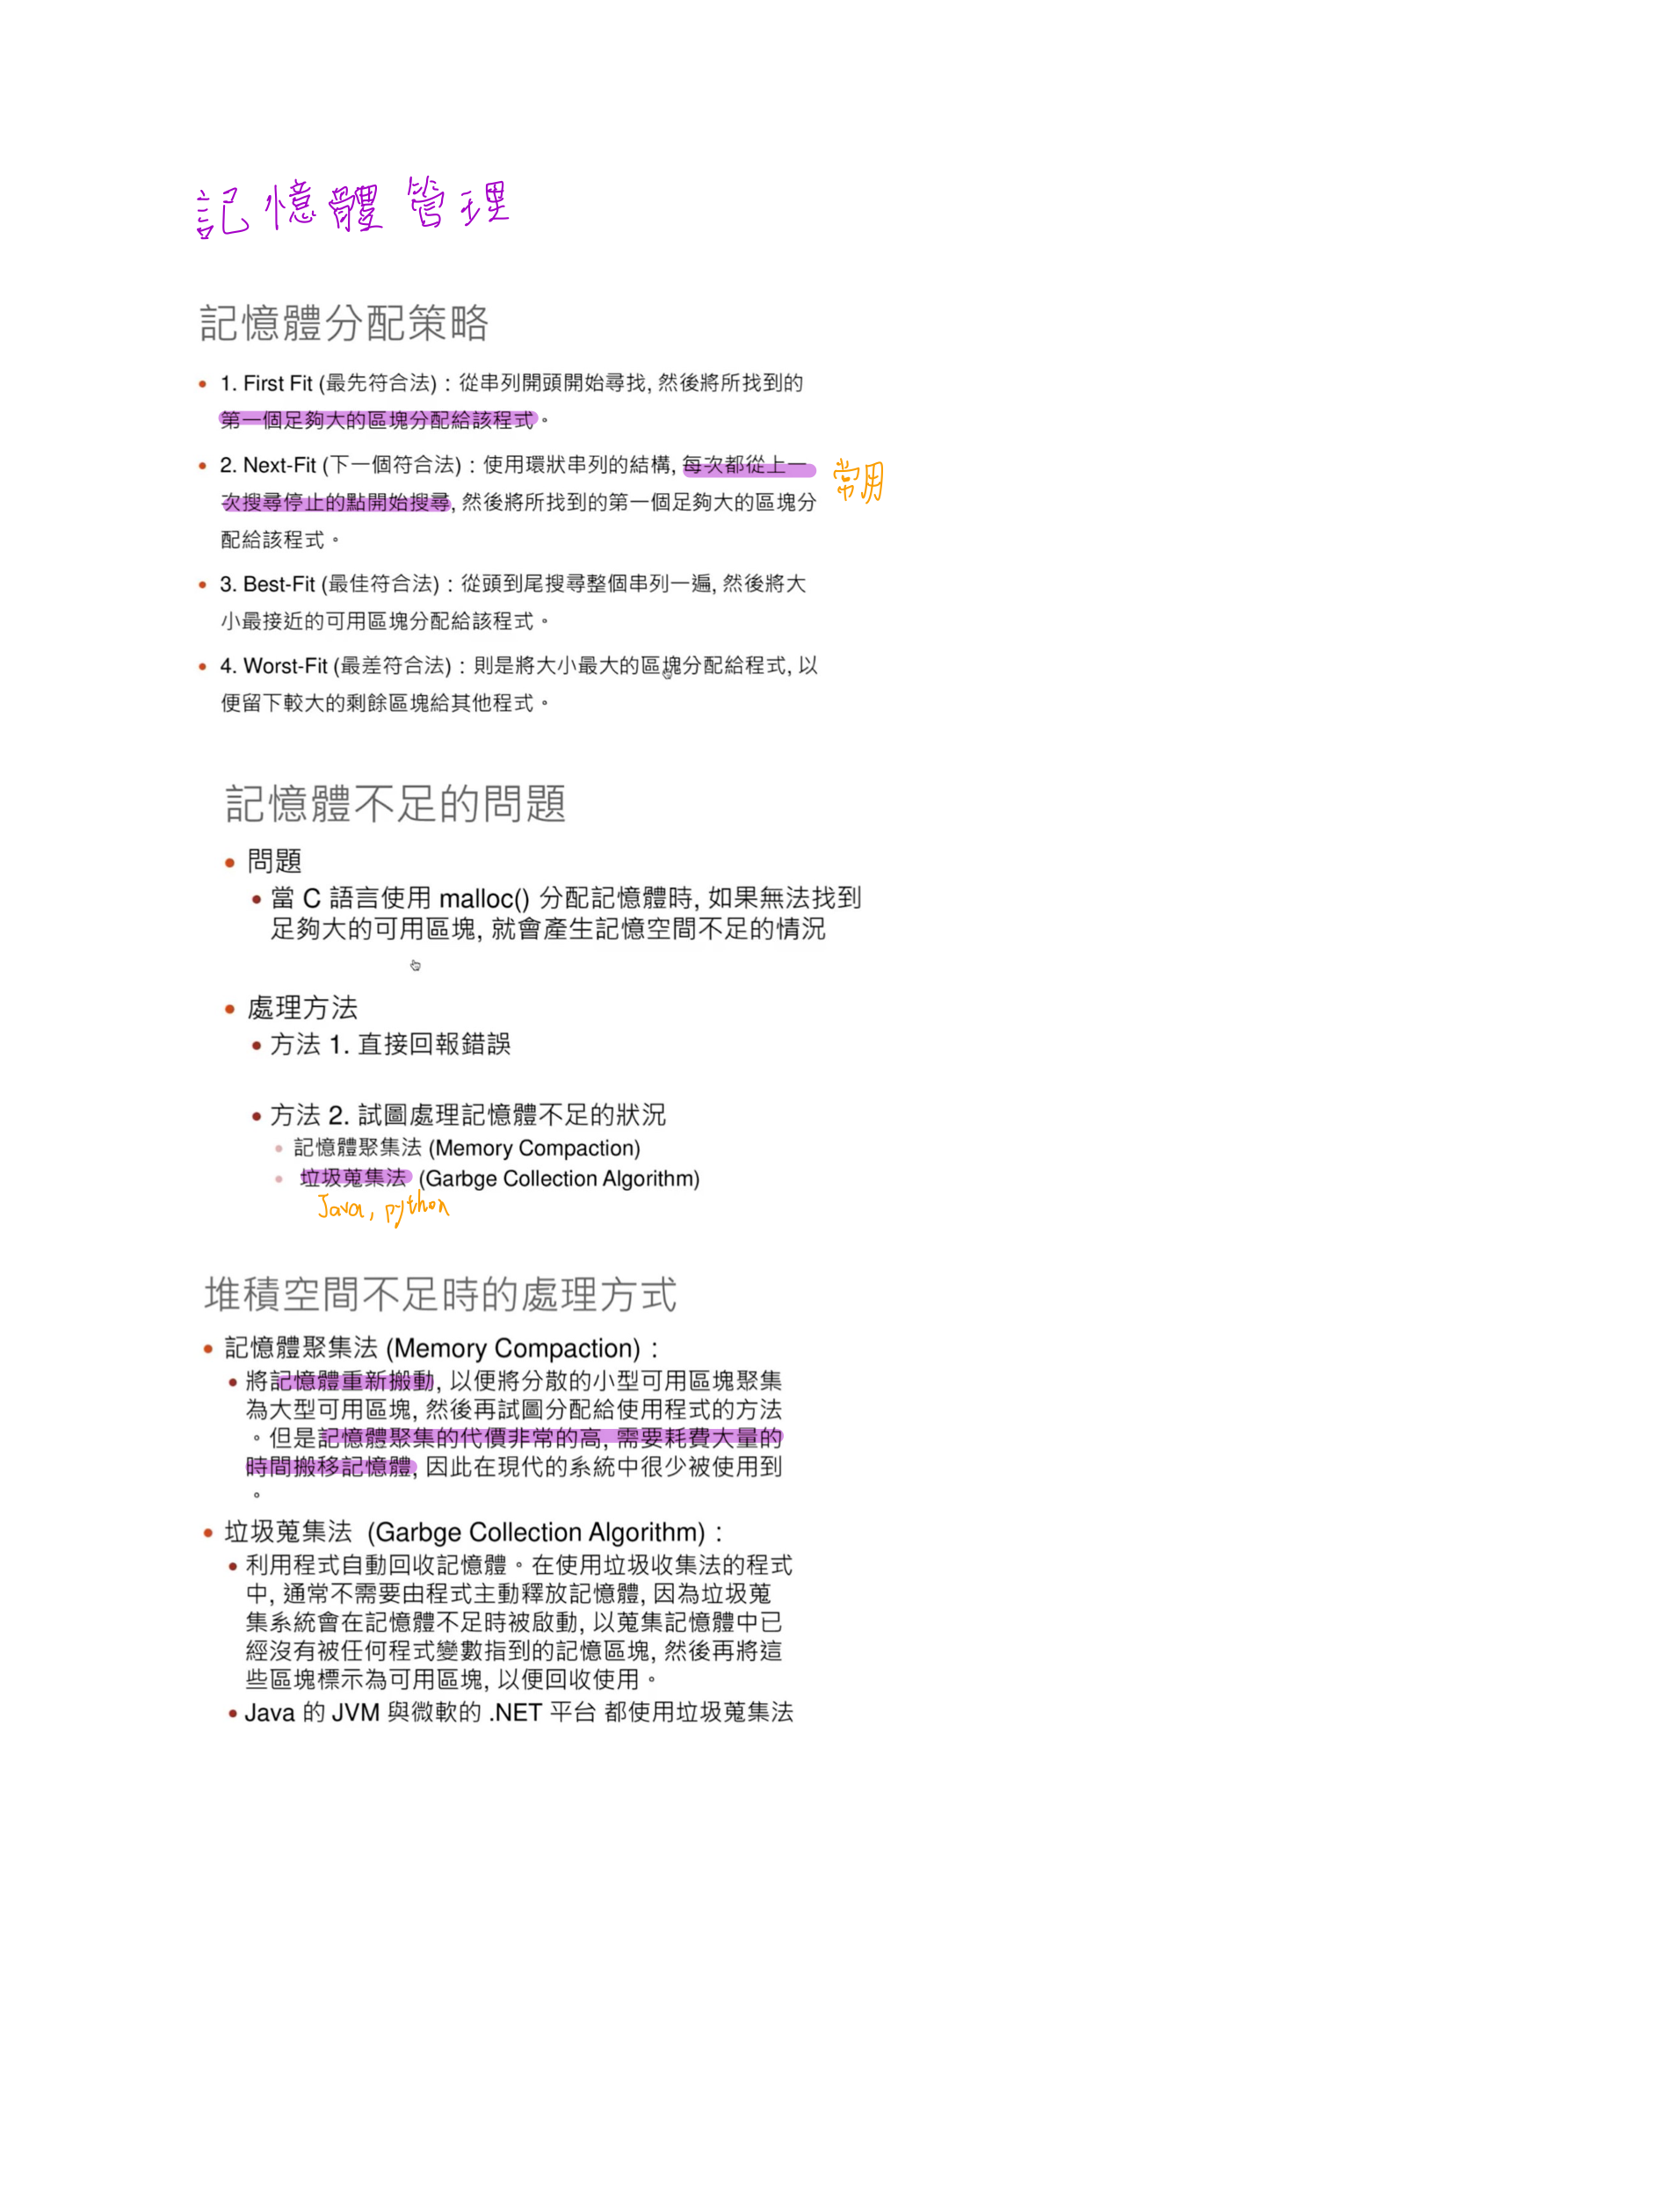 記憶體管理
記憶體分配策略
• 1. First Fit (最先符合法)：從串列開頭開始尋找, 然後將所找到的
第一個足夠大的區塊分配給該程式。
• 2. Next-Fit (下一個符合法)：使用環狀串列的結構, 每次都從上一
常用
次搜尋停止的點開始搜尋, 然後將所找到的第一個足夠大的區塊分
配給該程式。
• 3. Best-Fit (最佳符合法)：從頭到尾搜尋整個串列一遍, 然後將大
小最接近的可用區塊分配給該程式。
• 4. Worst-Fit (最差符合法)：則是將大小最大的區塊分配給程式, 以
便留下較大的剩餘區塊給其他程式。
記憶體不足的問題
• 問題
• 當 C 語言使用 malloc() 分配記憶體時, 如果無法找到
足夠大的可用區塊, 就會產生記憶空間不足的情況
• 處理方法
• 方法 1. 直接回報錯誤
• 方法 2. 試圖處理記憶體不足的狀況
• 記憶體聚集法 (Memory Compaction)
• 垃圾蒐集法 (Garbge Collection Algorithm)
Java, python
堆積空間不足時的處理方式
• 記憶體聚集法 (Memory Compaction)：
• 將記憶體重新搬動, 以便將分散的小型可用區塊聚集
為大型可用區塊, 然後再試圖分配給使用程式的方法
。但是記憶體聚集的代價非常的高, 需要耗費大量的
時間搬移記憶體, 因此在現代的系統中很少被使用到
。
• 垃圾蒐集法 (Garbge Collection Algorithm)：
• 利用程式自動回收記憶體。在使用垃圾收集法的程式
中, 通常不需要由程式主動釋放記憶體, 因為垃圾蒐
集系統會在記憶體不足時被啟動, 以蒐集記憶體中已
經沒有被任何程式變數指到的記憶區塊, 然後再將這
些區塊標示為可用區塊, 以便回收使用。
• Java 的 JVM 與微軟的 .NET 平台 都使用垃圾蒐集法